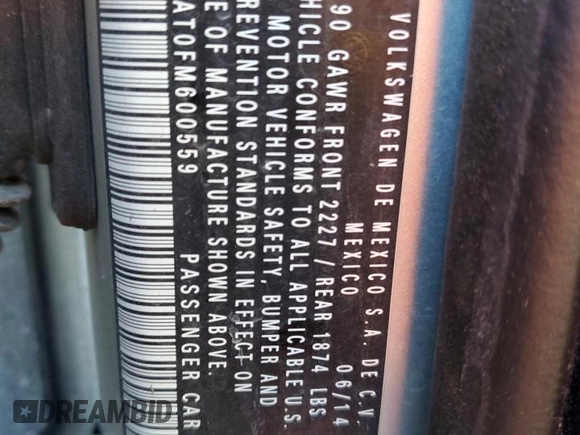 VOLKSWAGEN DE MEXICO S.A. DE C.V.
MEXICO 06/14
90 GAWR FRONT 2227 / REAR 1874 LBS
HICLE CONFORMS TO ALL APPLICABLE U.S.
MOTOR VEHICLE SAFETY, BUMPER AND
REVENTION STANDARDS IN EFFECT ON
E OF MANUFACTURE SHOWN ABOVE.
AT0FM600559 PASSENGER CAR
DREAMBID